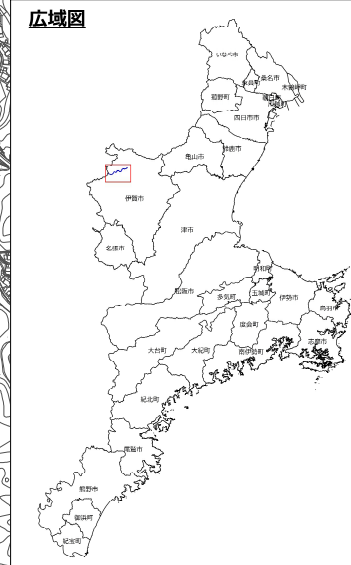 広域図
いなべ市
桑名市
東員町
木曽岬町
菰野町
朝日町
川越町
四日市市
鈴鹿市
亀山市
伊賀市
津市
名張市
松阪市
明和町
多気町
玉城町
伊勢市
鳥羽市
度会町
志摩市
大台町
大紀町
南伊勢町
紀北町
尾鷲市
熊野市
御浜町
紀宝町